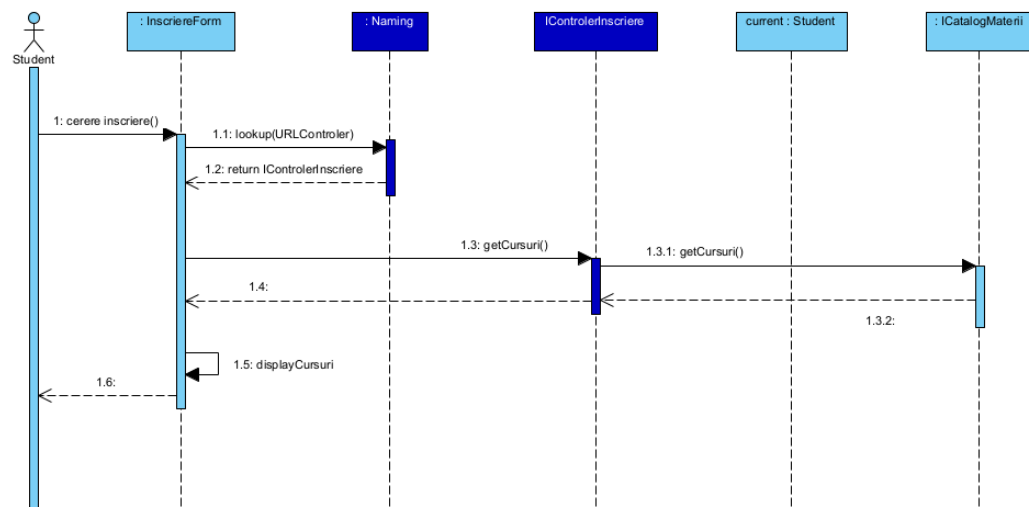 : InscriereForm
: Naming
IControlerInscriere
current : Student
: ICatalogMaterii
Student
1: cerere inscriere()
1.1: lookup(URLControler)
1.2: return IControlerInscriere
1.3: getCursuri()
1.3.1: getCursuri()
1.4:
1.3.2:
1.5: displayCursuri
1.6: